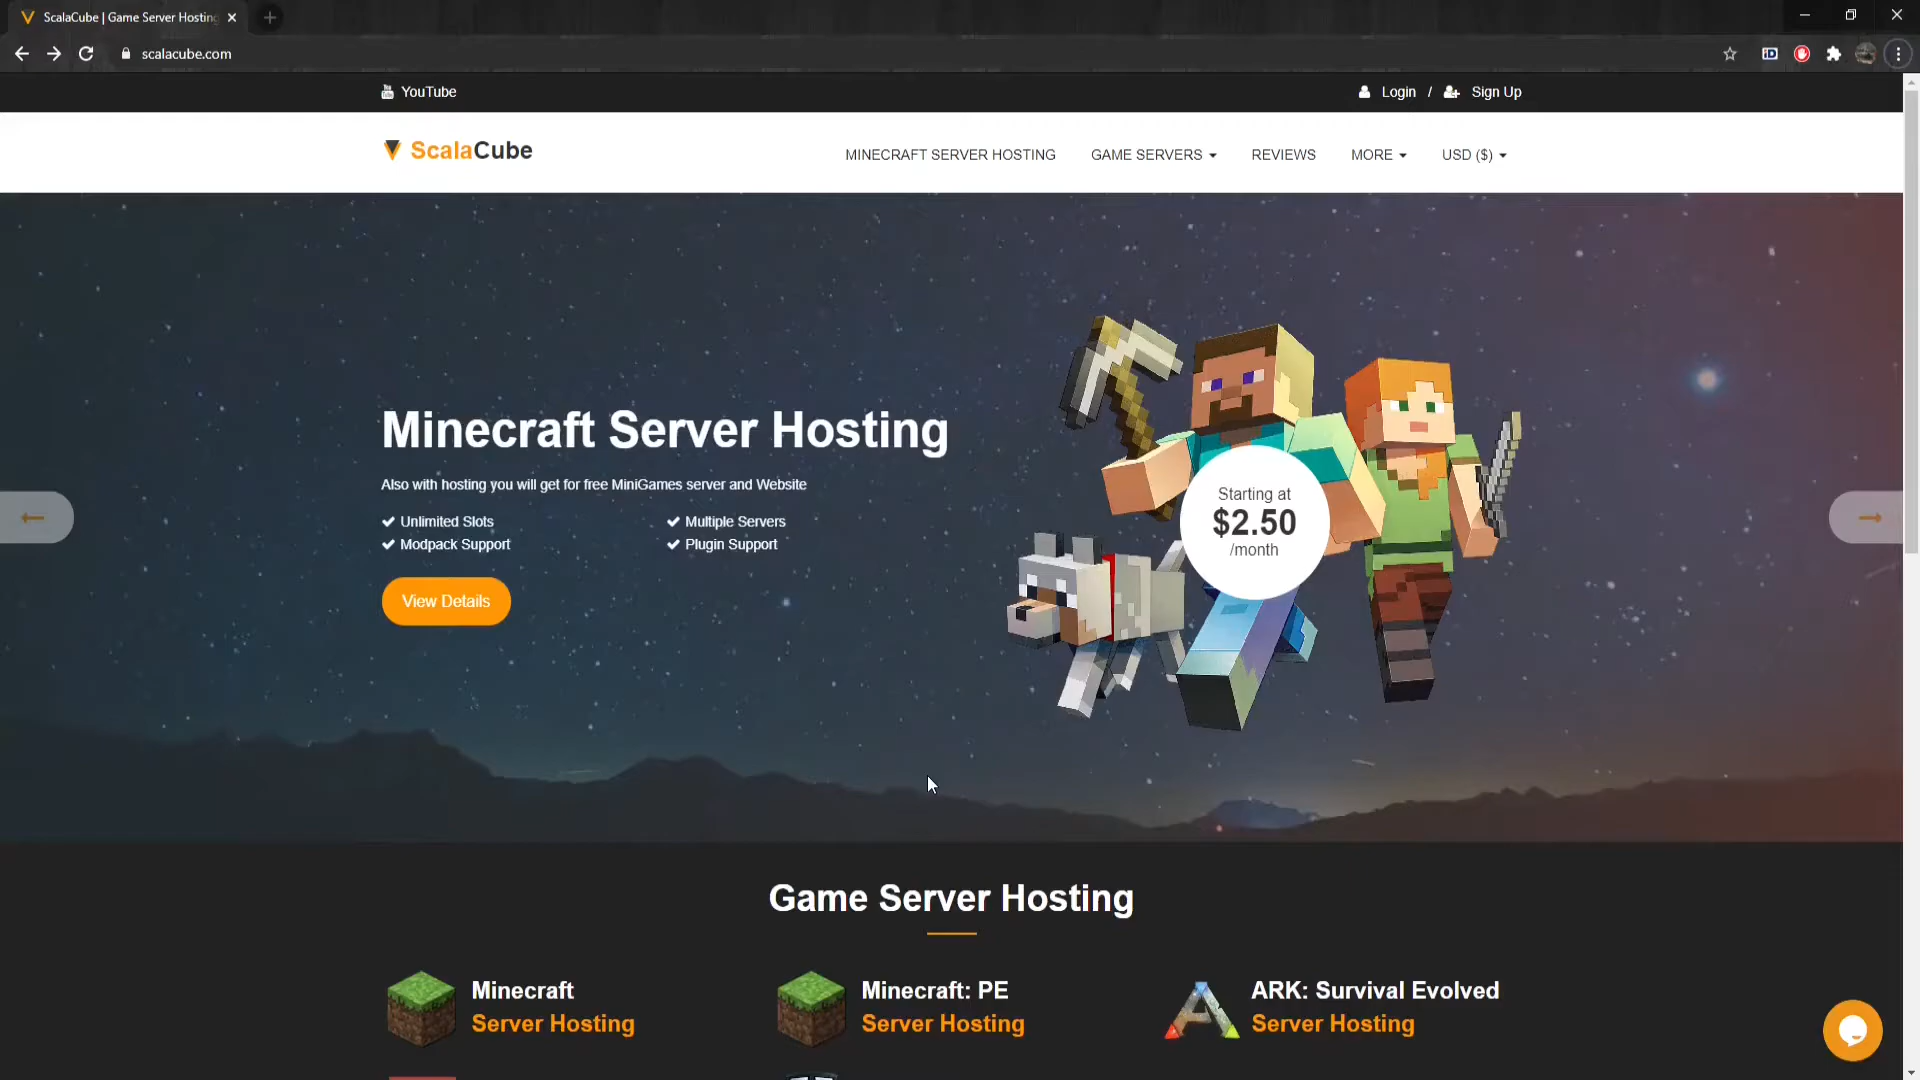 ScalaCube | Game Server Hosting
scalacube.com
YouTube
Login / Sign Up
ScalaCube
MINECRAFT SERVER HOSTING GAME SERVERS REVIEWS MORE USD ($)
Minecraft Server Hosting
Also with hosting you will get for free MiniGames server and Website
Unlimited Slots Multiple Servers
Modpack Support Plugin Support
View Details
Starting at
$2.50
/month
Game Server Hosting
Minecraft
Server Hosting
Minecraft: PE
Server Hosting
ARK: Survival Evolved
Server Hosting